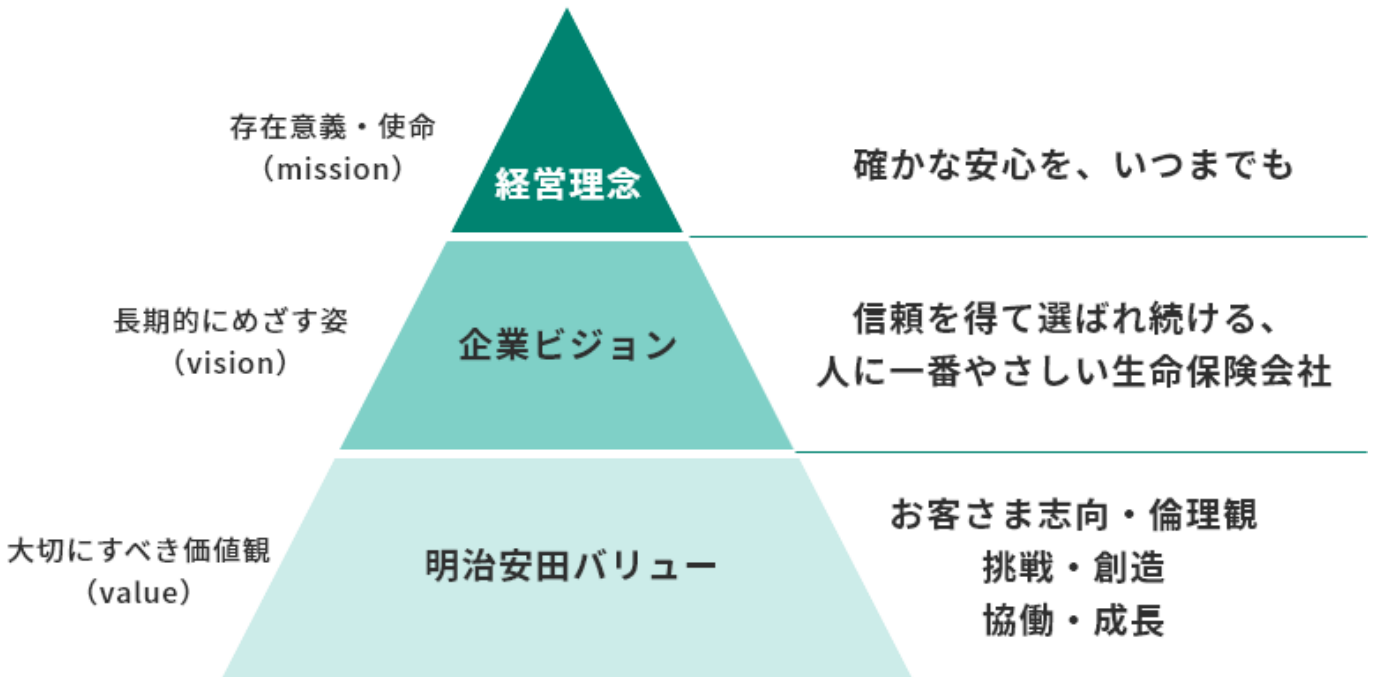 存在意義・使命
（mission）
経営理念
確かな安心を、いつまでも
長期的にめざす姿
（vision）
企業ビジョン
信頼を得て選ばれ続ける、
人に一番やさしい生命保険会社
大切にすべき価値観
（value）
明治安田バリュー
お客さま志向・倫理観
挑戦・創造
協働・成長